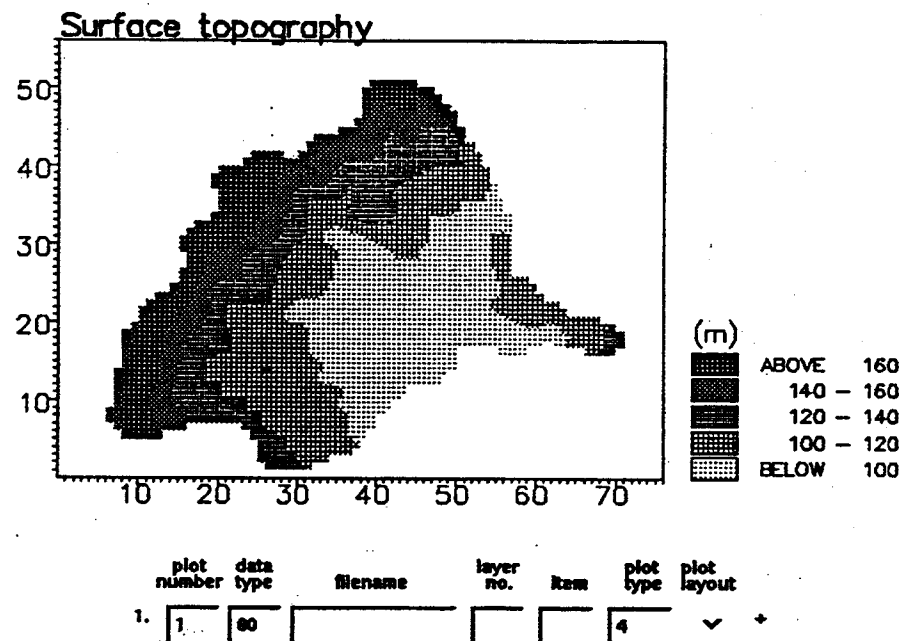 Surface topography
50
40
30
20
10
10 20 30 40 50 60 70
(m)
ABOVE 160
140 - 160
120 - 140
100 - 120
BELOW 100
plot number data type filename layer no. item plot type plot layout
1. 1 80 4 +